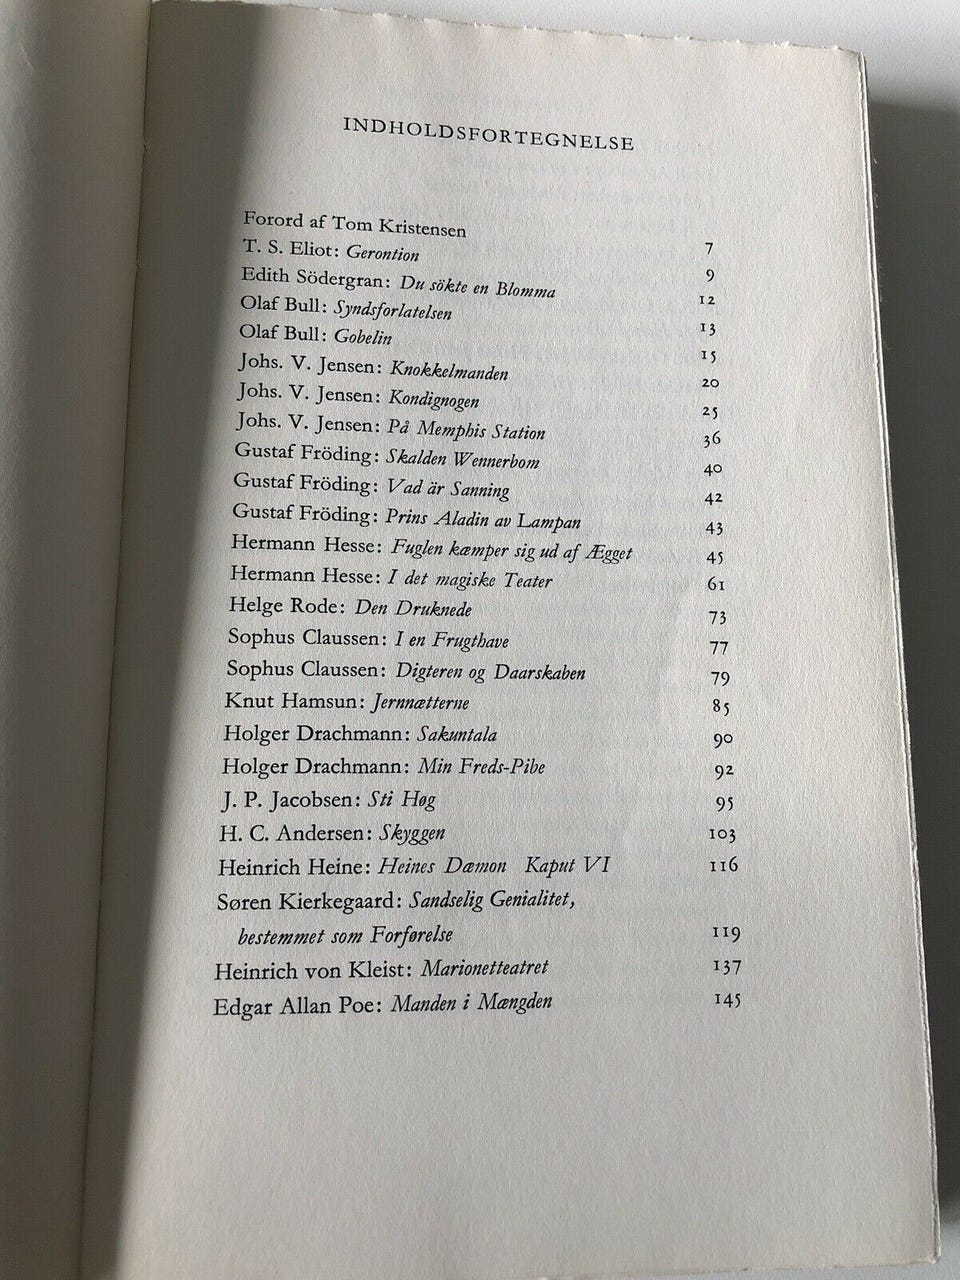 INDHOLDSFORTEGNELSE
Forord af Tom Kristensen 7
T. S. Eliot: Gerontion 9
Edith Södergran: Du sökte en Blomma 12
Olaf Bull: Syndsforlatelsen 13
Olaf Bull: Gobelin 15
Johs. V. Jensen: Knokkelmanden 20
Johs. V. Jensen: Kondignogen 25
Johs. V. Jensen: På Memphis Station 36
Gustaf Fröding: Skalden Wennerbom 40
Gustaf Fröding: Vad är Sanning 42
Gustaf Fröding: Prins Aladin av Lampan 43
Hermann Hesse: Fuglen kæmper sig ud af Ægget 45
Hermann Hesse: I det magiske Teater 61
Helge Rode: Den Druknede 73
Sophus Claussen: I en Frugthave 77
Sophus Claussen: Digteren og Daarskaben 79
Knut Hamsun: Jernnætterne 85
Holger Drachmann: Sakuntala 90
Holger Drachmann: Min Freds-Pibe 92
J. P. Jacobsen: Sti Høg 95
H. C. Andersen: Skyggen 103
Heinrich Heine: Heines Dæmon Kaput VI 116
Søren Kierkegaard: Sandselig Genialitet,
bestemmet som Forførelse 119
Heinrich von Kleist: Marionetteatret 137
Edgar Allan Poe: Manden i Mængden 145